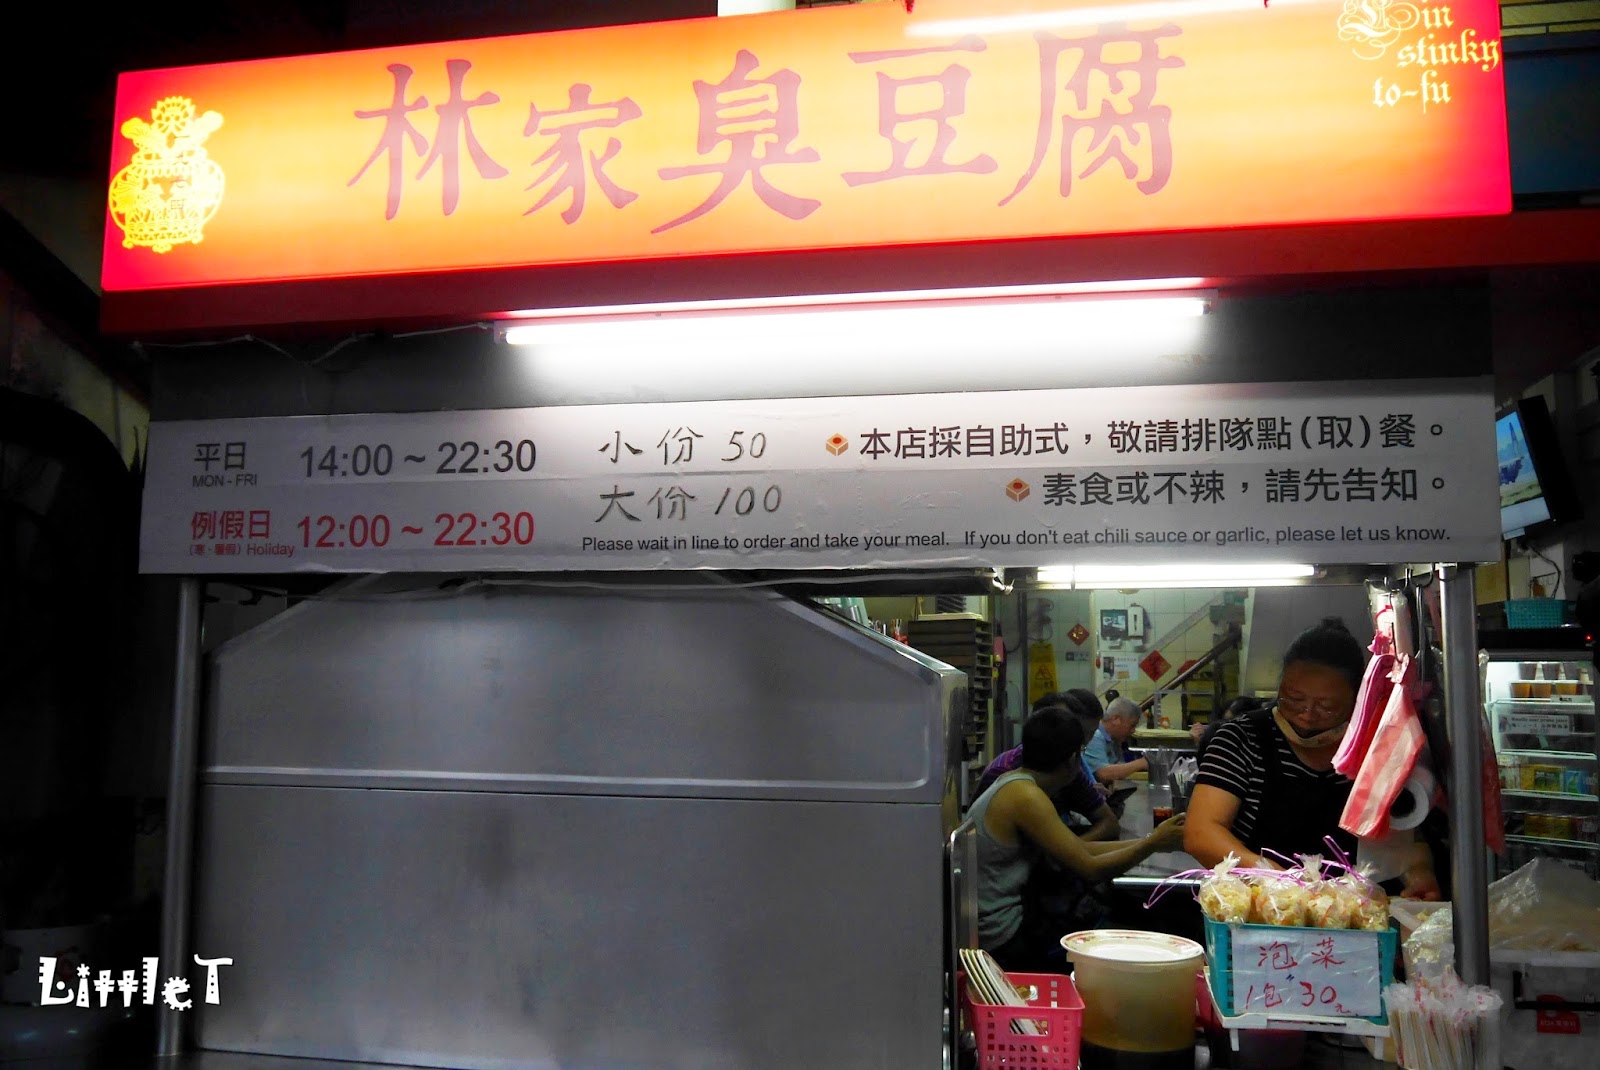 林家臭豆腐
Lin
stinky
to-fu
平日 14:00 ~ 22:30
MON - FRI
例假日 12:00 ~ 22:30
(寒、暑假) Holiday
小份 50
大份 100
本店採自助式，敬請排隊點(取)餐。
素食或不辣，請先告知。
Please wait in line to order and take your meal. If you don't eat chili sauce or garlic, please let us know.
泡菜
1包30元
LittleT